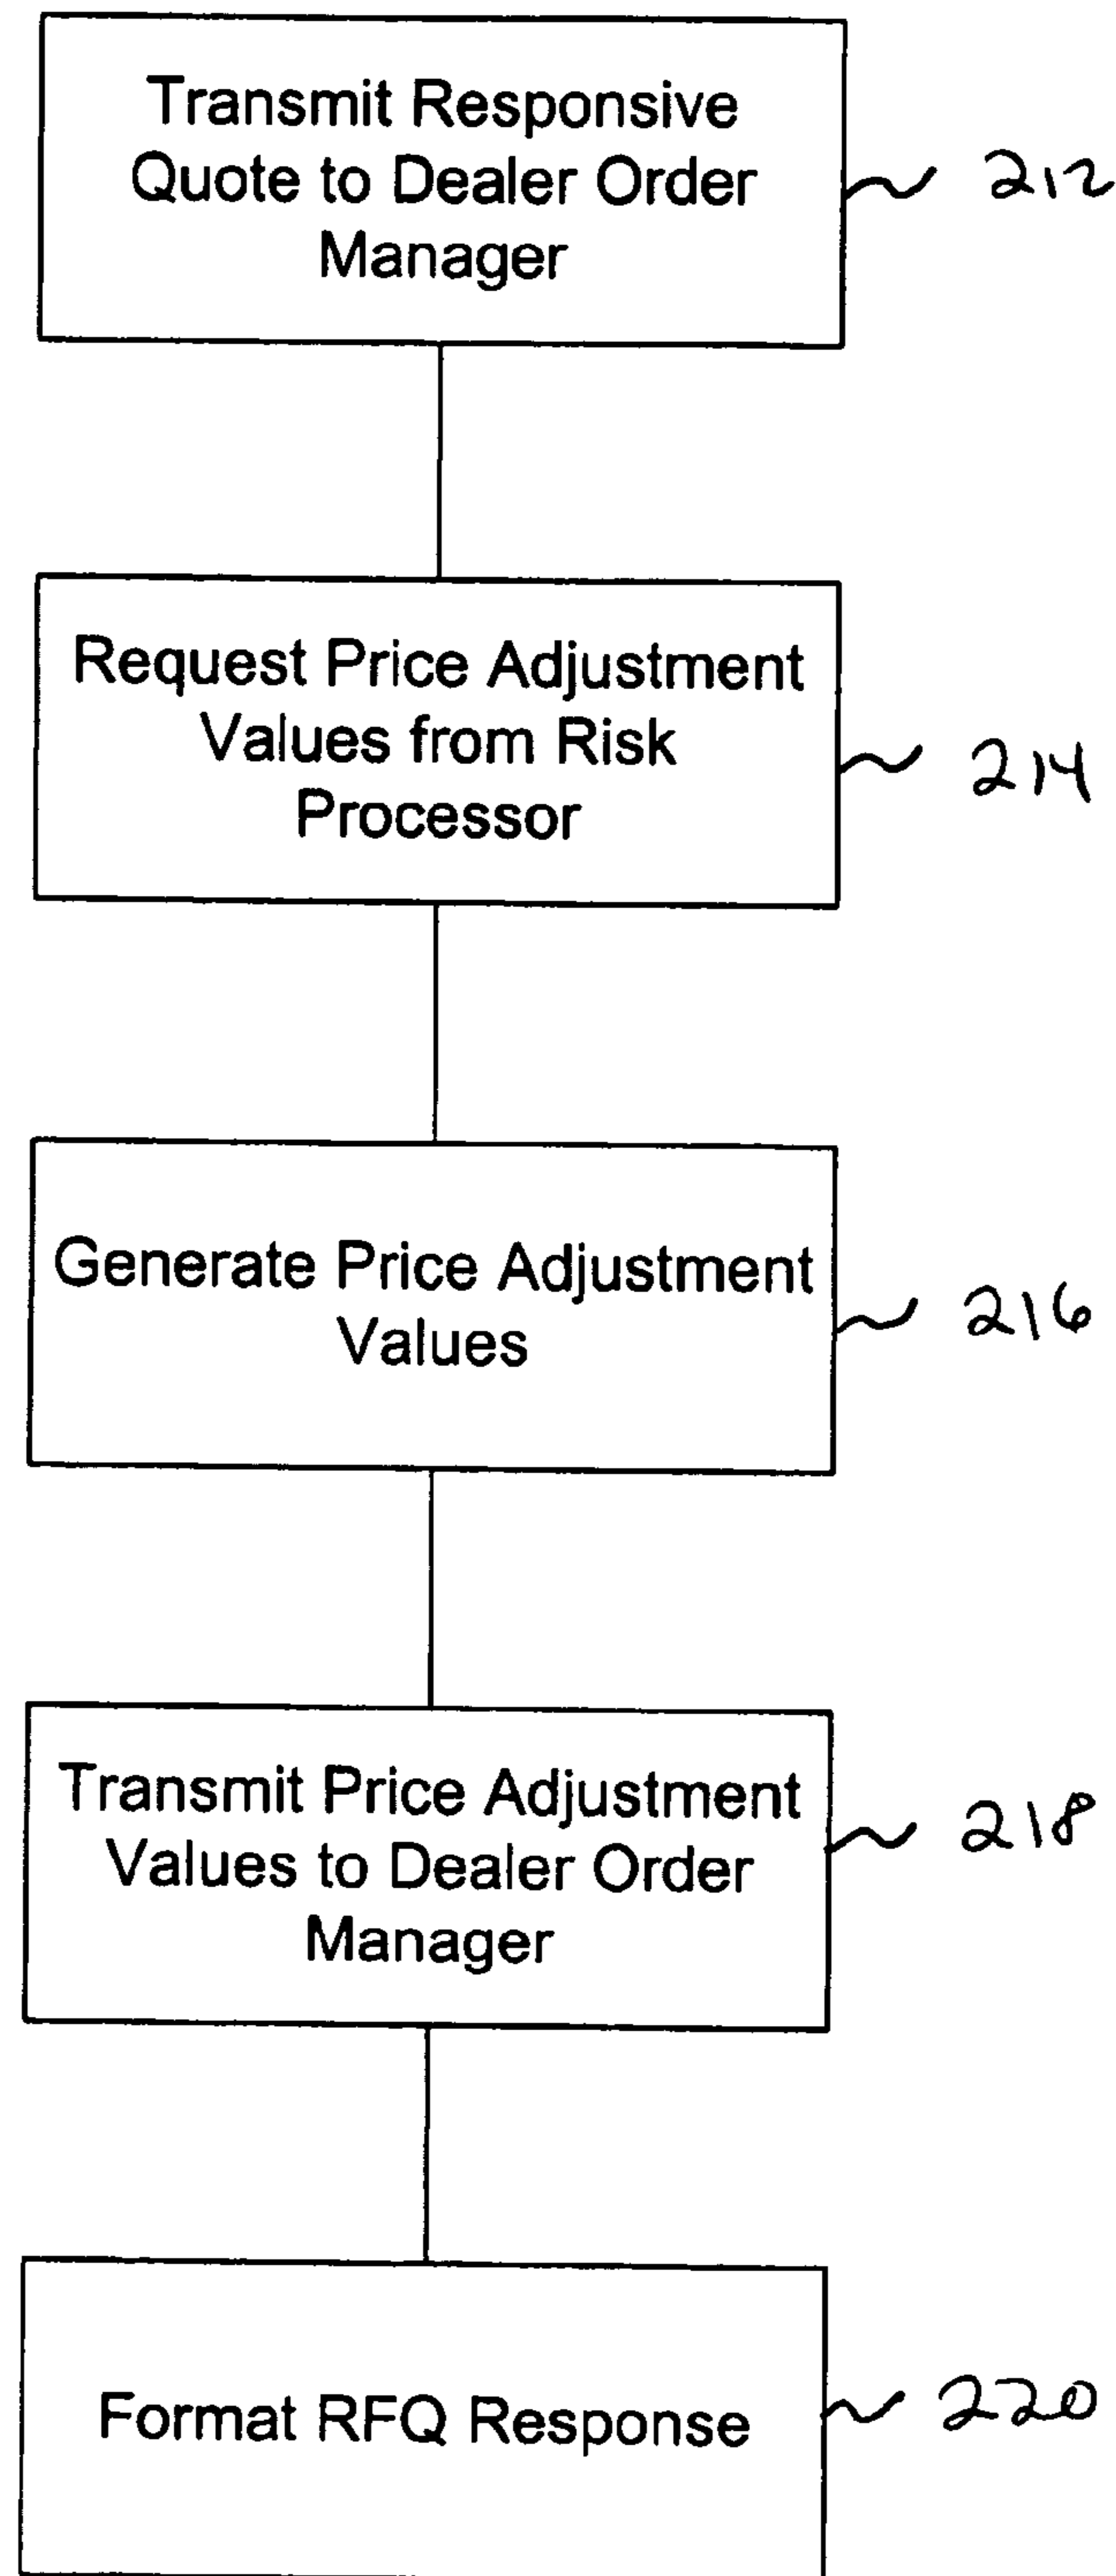 Transmit Responsive
Quote to Dealer Order
Manager
212
Request Price Adjustment
Values from Risk
Processor
214
Generate Price Adjustment
Values
216
Transmit Price Adjustment
Values to Dealer Order
Manager
218
Format RFQ Response
220